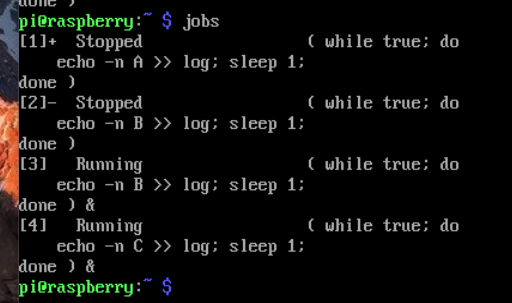 done )
pi@raspberry:~ $ jobs
[1]+  Stopped                 ( while true; do
    echo -n A >> log; sleep 1;
done )
[2]-  Stopped                 ( while true; do
    echo -n B >> log; sleep 1;
done )
[3]   Running                 ( while true; do
    echo -n B >> log; sleep 1;
done ) &
[4]   Running                 ( while true; do
    echo -n C >> log; sleep 1;
done ) &
pi@raspberry:~ $